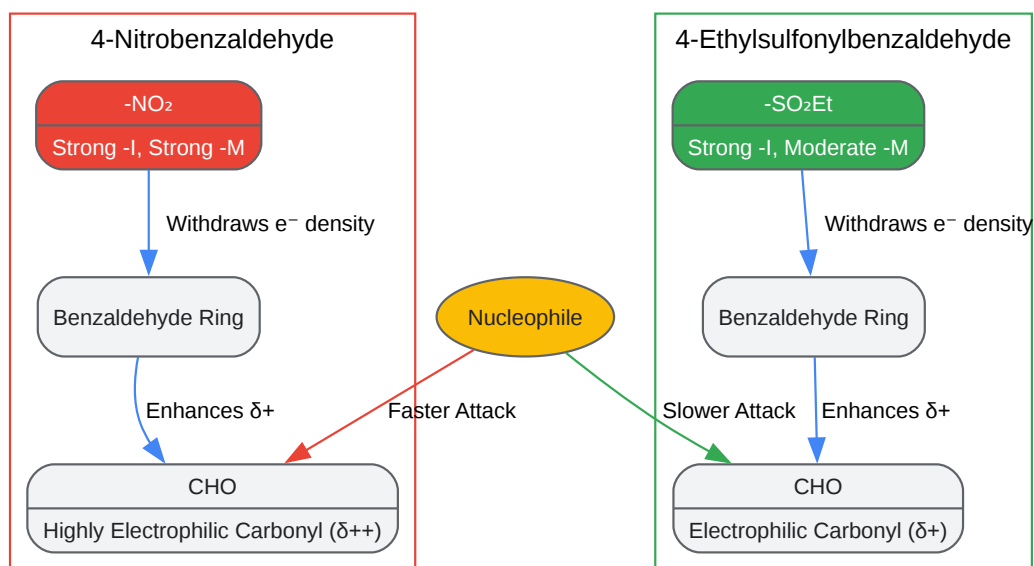 4-Nitrobenzaldehyde
-NO₂
Strong -I, Strong -M
Withdraws e⁻ density
Benzaldehyde Ring
Enhances δ+
CHO
Highly Electrophilic Carbonyl (δ++)
Nucleophile
Faster Attack
Slower Attack
4-Ethylsulfonylbenzaldehyde
-SO₂Et
Strong -I, Moderate -M
Withdraws e⁻ density
Benzaldehyde Ring
Enhances δ+
CHO
Electrophilic Carbonyl (δ+)